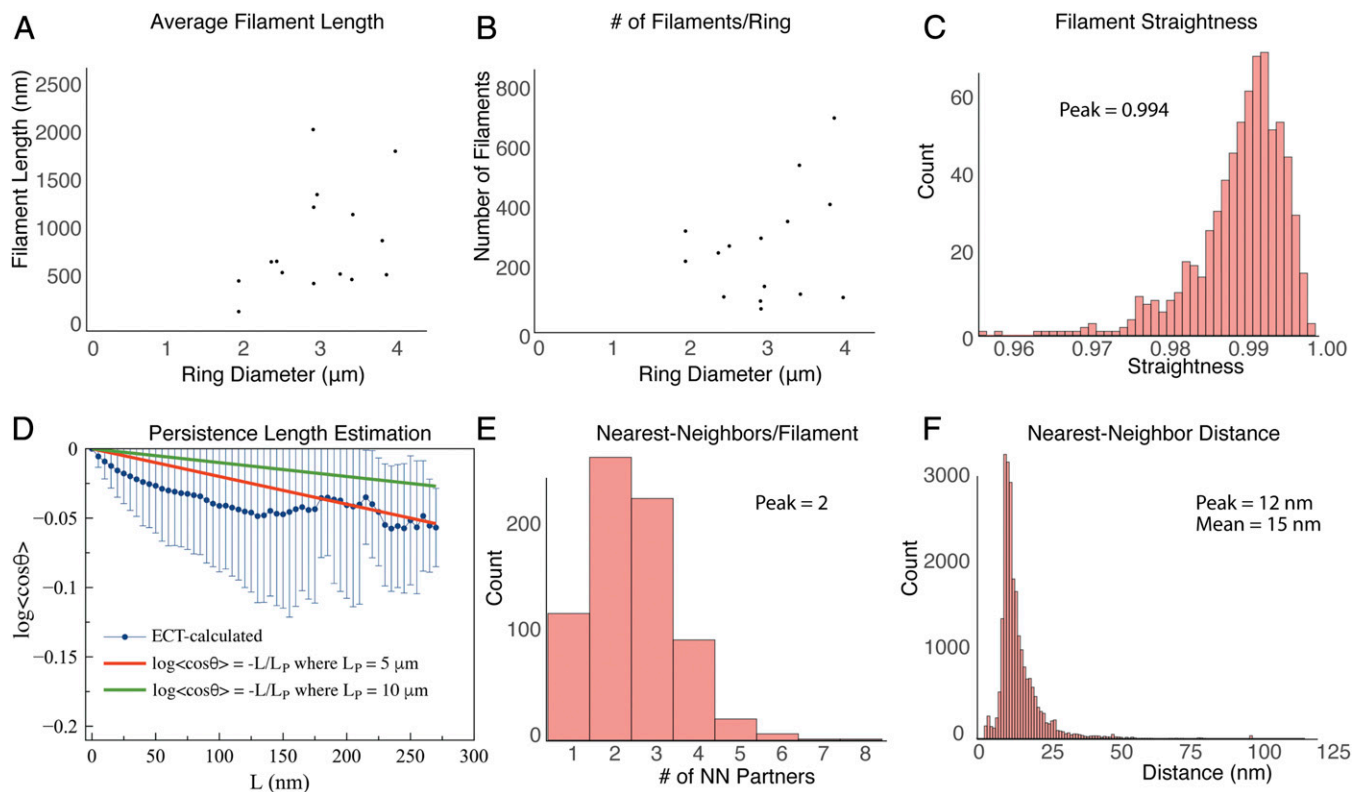 A
Average Filament Length
Filament Length (nm)
2500
2000
1500
1000
500
0
0 1 2 3 4
Ring Diameter (μm)
B
# of Filaments/Ring
Number of Filaments
800
600
400
200
0
0 1 2 3 4
Ring Diameter (μm)
C
Filament Straightness
Peak = 0.994
Count
60
40
20
0
0.96 0.97 0.98 0.99 1.00
Straightness
D
Persistence Length Estimation
log<cosθ>
0
−0.05
−0.1
−0.15
−0.2
ECT-calculated
log<cosθ> = -L/LP where LP = 5 μm
log<cosθ> = -L/LP where LP = 10 μm
0 50 100 150 200 250 300
L (nm)
E
Nearest-Neighbors/Filament
Peak = 2
Count
200
100
0
1 2 3 4 5 6 7 8
# of NN Partners
F
Nearest-Neighbor Distance
Peak = 12 nm
Mean = 15 nm
Count
3000
2000
1000
0
0 25 50 75 100 125
Distance (nm)